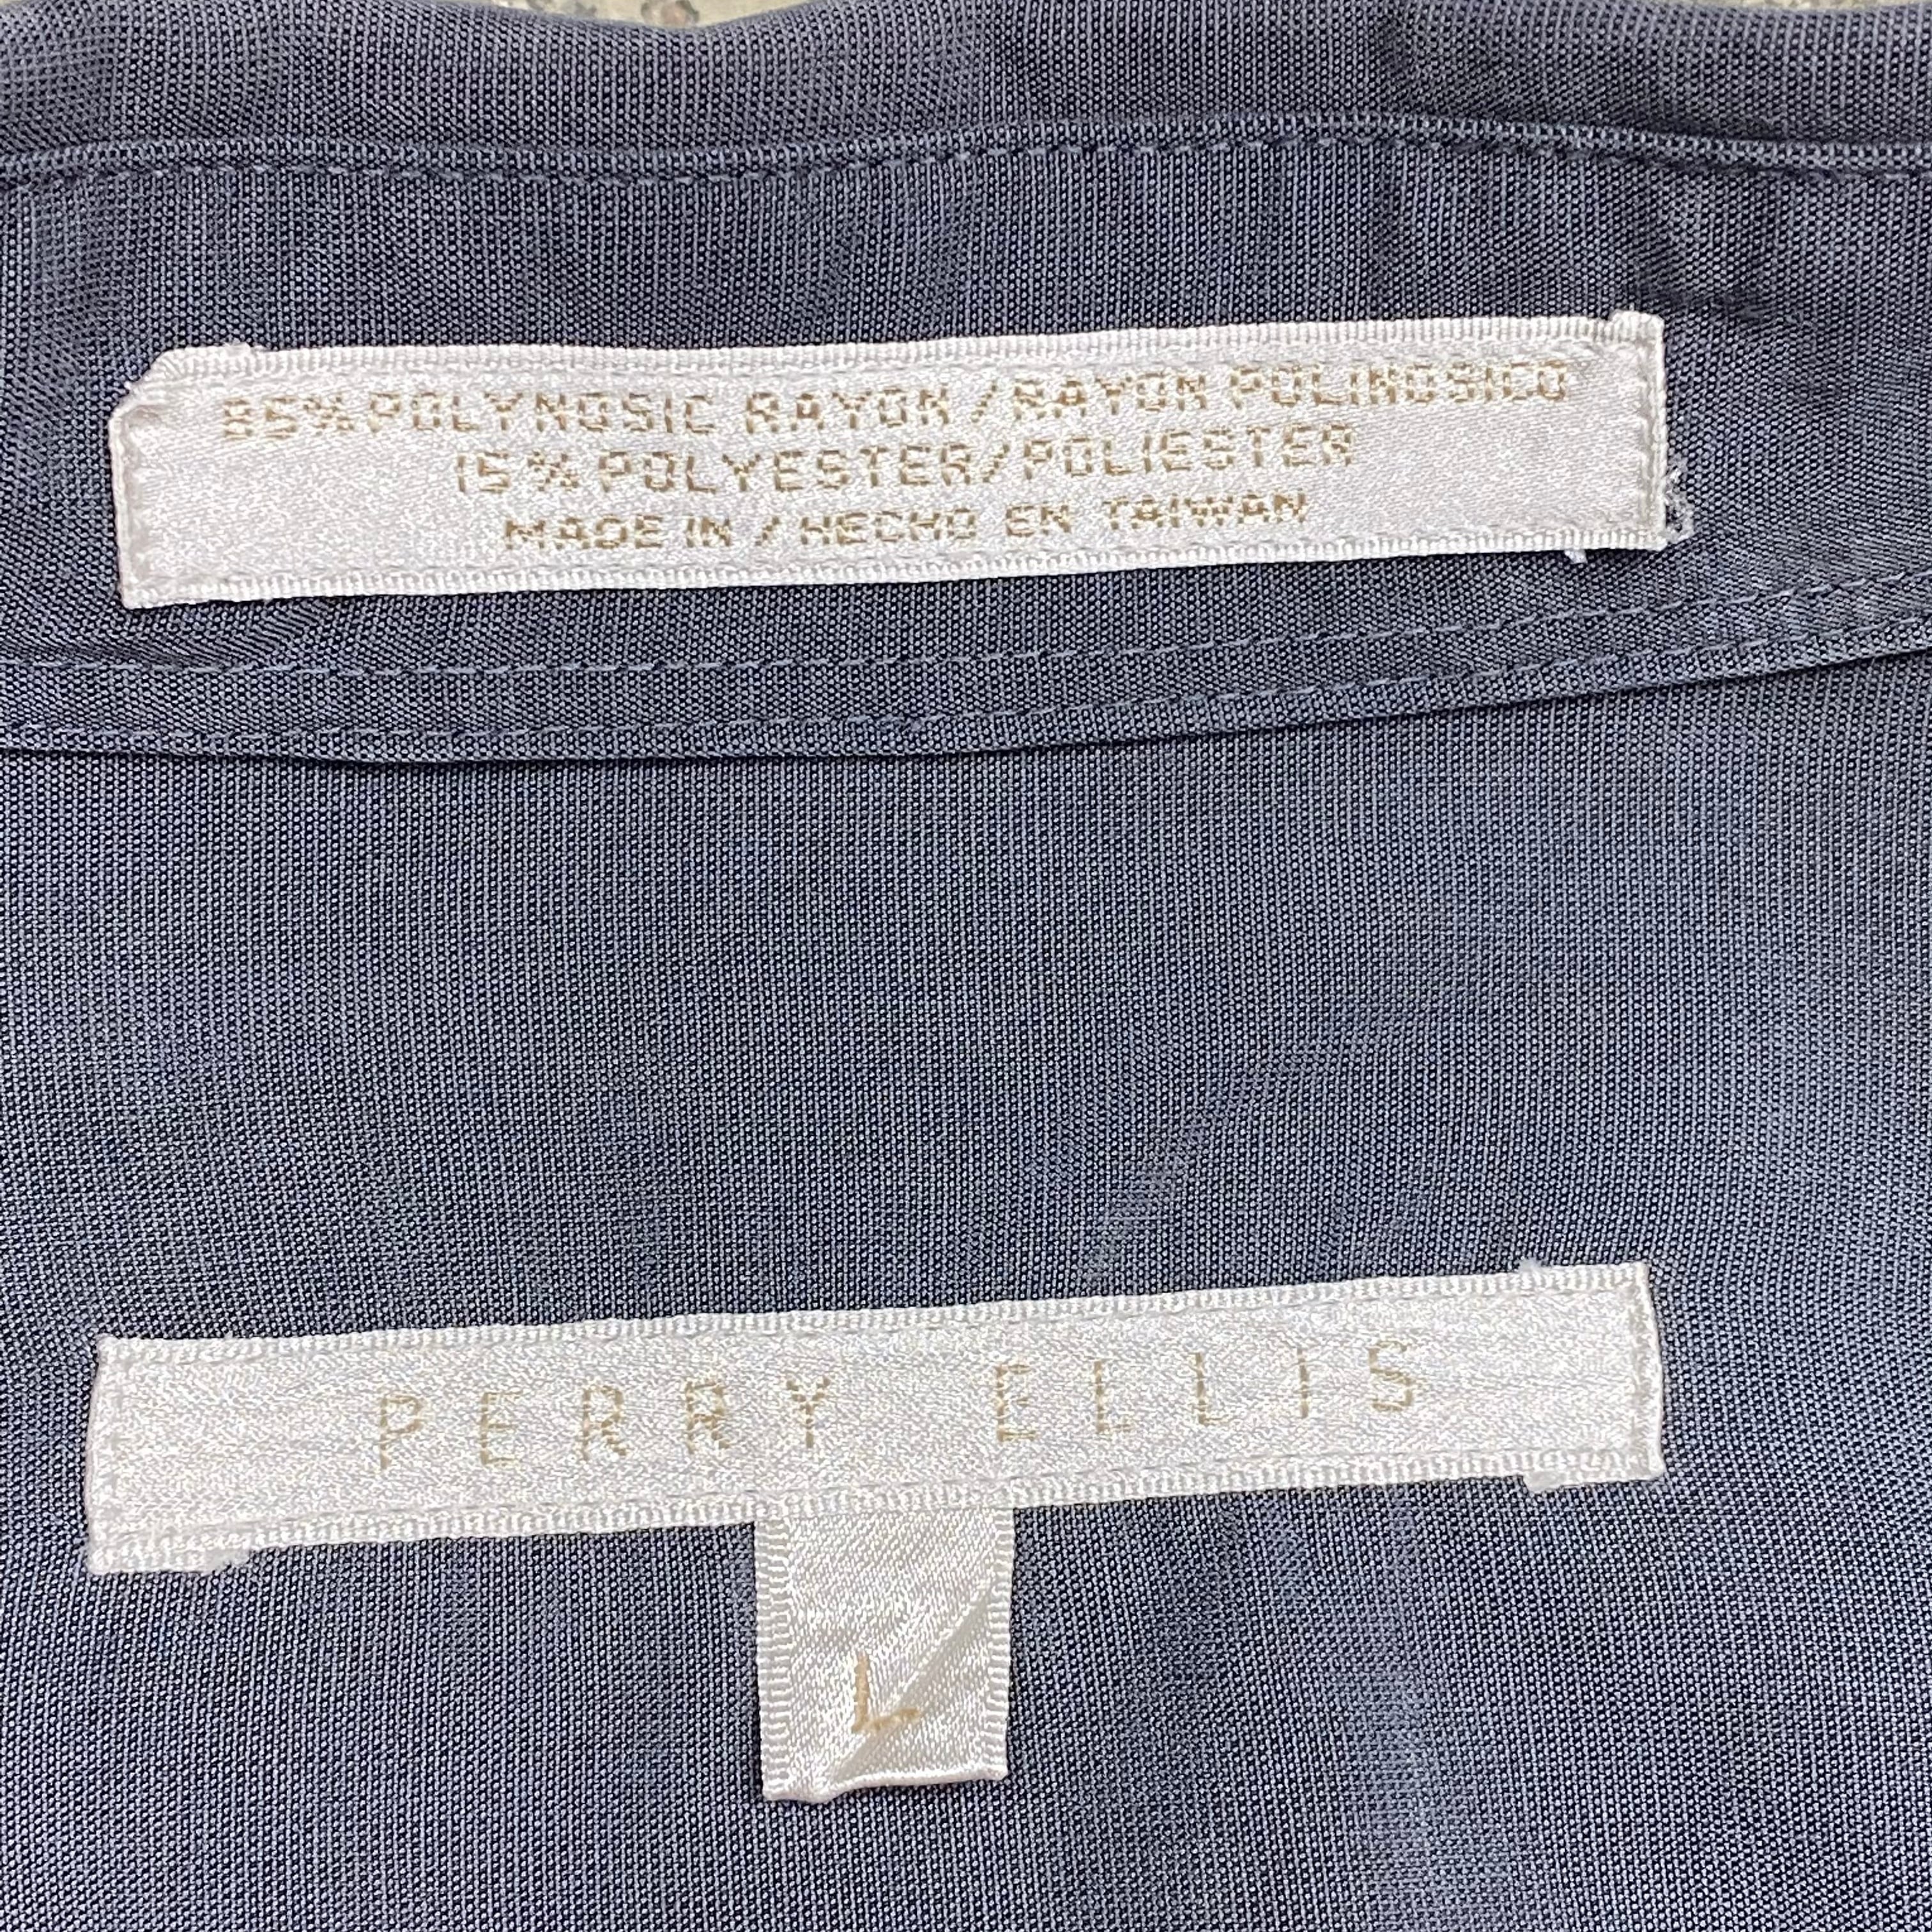 85% POLYNOSIC RAYON / RAYON POLINOSICO
15% POLYESTER/POLIESTER
MADE IN / HECHO EN TAIWAN
PERRY ELLIS
L